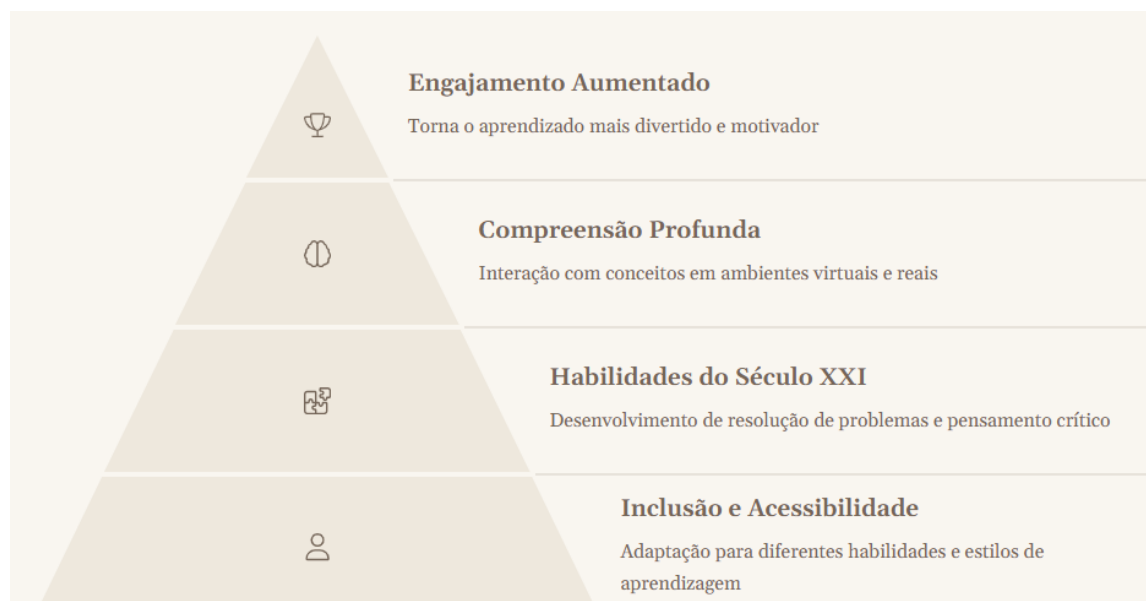 Engajamento Aumentado
Torna o aprendizado mais divertido e motivador
Compreensão Profunda
Interação com conceitos em ambientes virtuais e reais
Habilidades do Século XXI
Desenvolvimento de resolução de problemas e pensamento crítico
Inclusão e Acessibilidade
Adaptação para diferentes habilidades e estilos de
aprendizagem